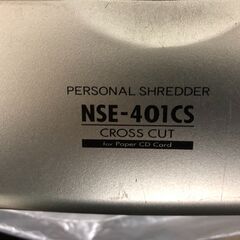 PERSONAL SHREDDER
NSE-401CS
CROSS CUT
for Paper CD Card